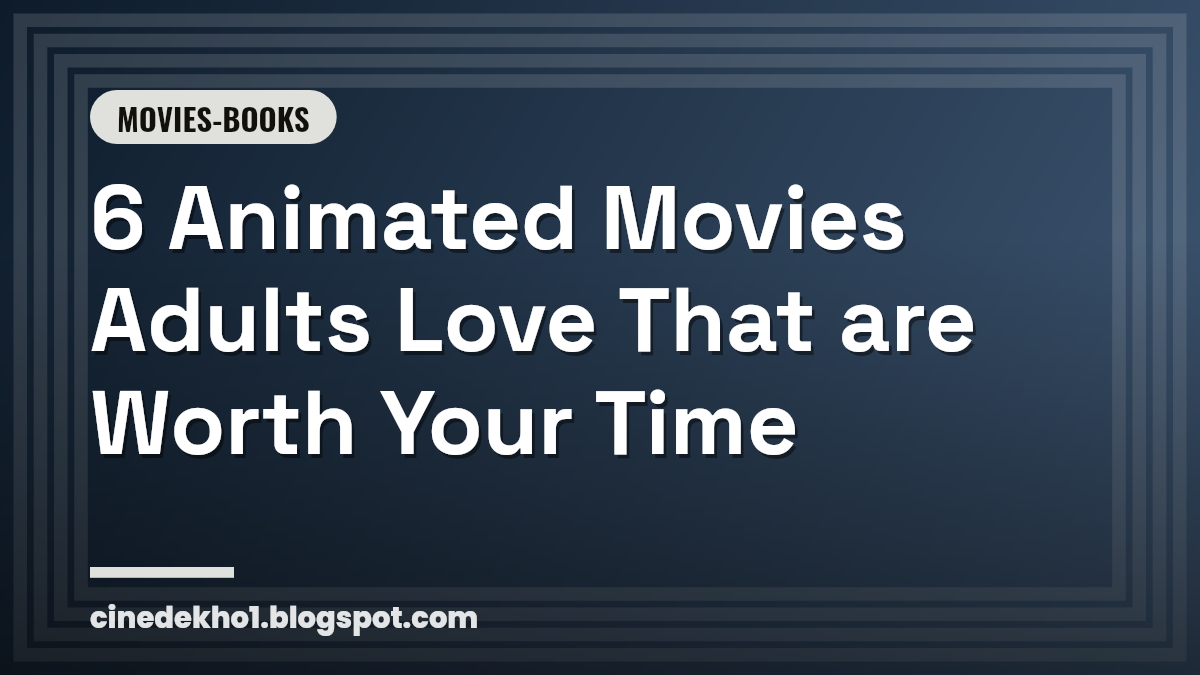 MOVIES-BOOKS
6 Animated Movies
Adults Love That are
Worth Your Time
cinedekho1.blogspot.com